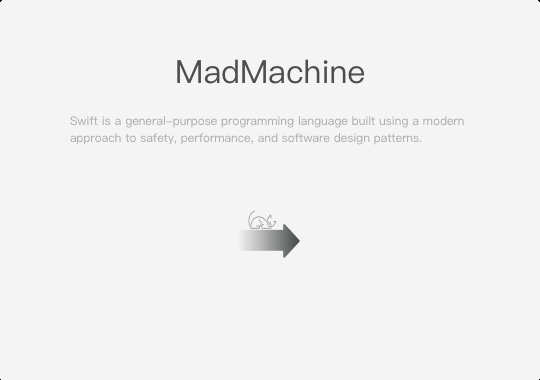 MadMachine
Swift is a general-purpose programming language built using a modern
approach to safety, performance, and software design patterns.